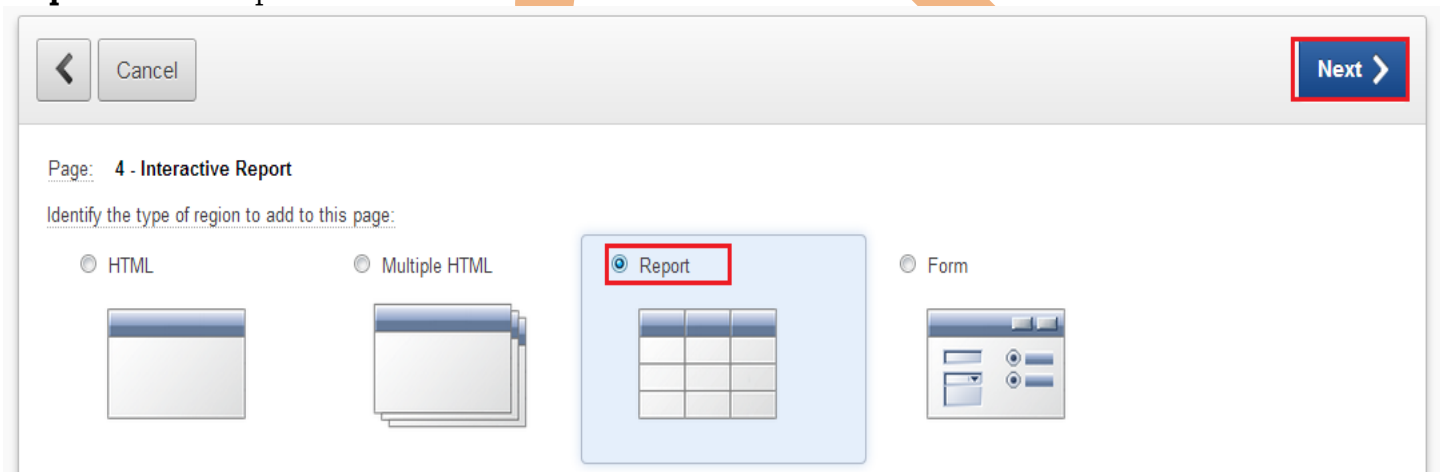 Cancel
Next
Page: 4 - Interactive Report
Identify the type of region to add to this page:
HTML
Multiple HTML
Report
Form